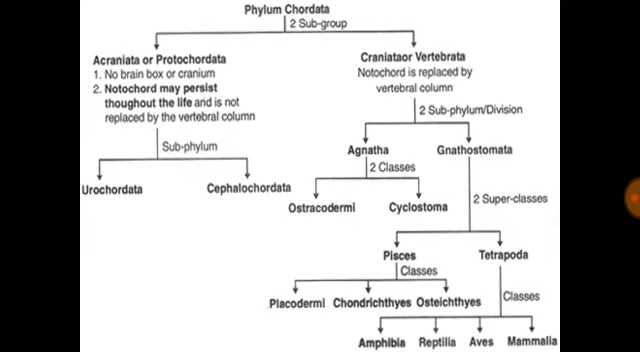 Phylum Chordata
2 Sub-group
Acraniata or Protochordata
1. No brain box or cranium
2. Notochord may persist
thoughout the life and is not
replaced by the vertebral column
Craniataor Vertebrata
Notochord is replaced by
vertebral column
Sub-phylum
2 Sub-phylum/Division
Urochordata
Cephalochordata
Agnatha
Gnathostomata
2 Classes
Ostracodermi
Cyclostoma
2 Super-classes
Pisces
Tetrapoda
Classes
Placodermi
Chondrichthyes
Osteichthyes
Classes
Amphibia
Reptilia
Aves
Mammalia